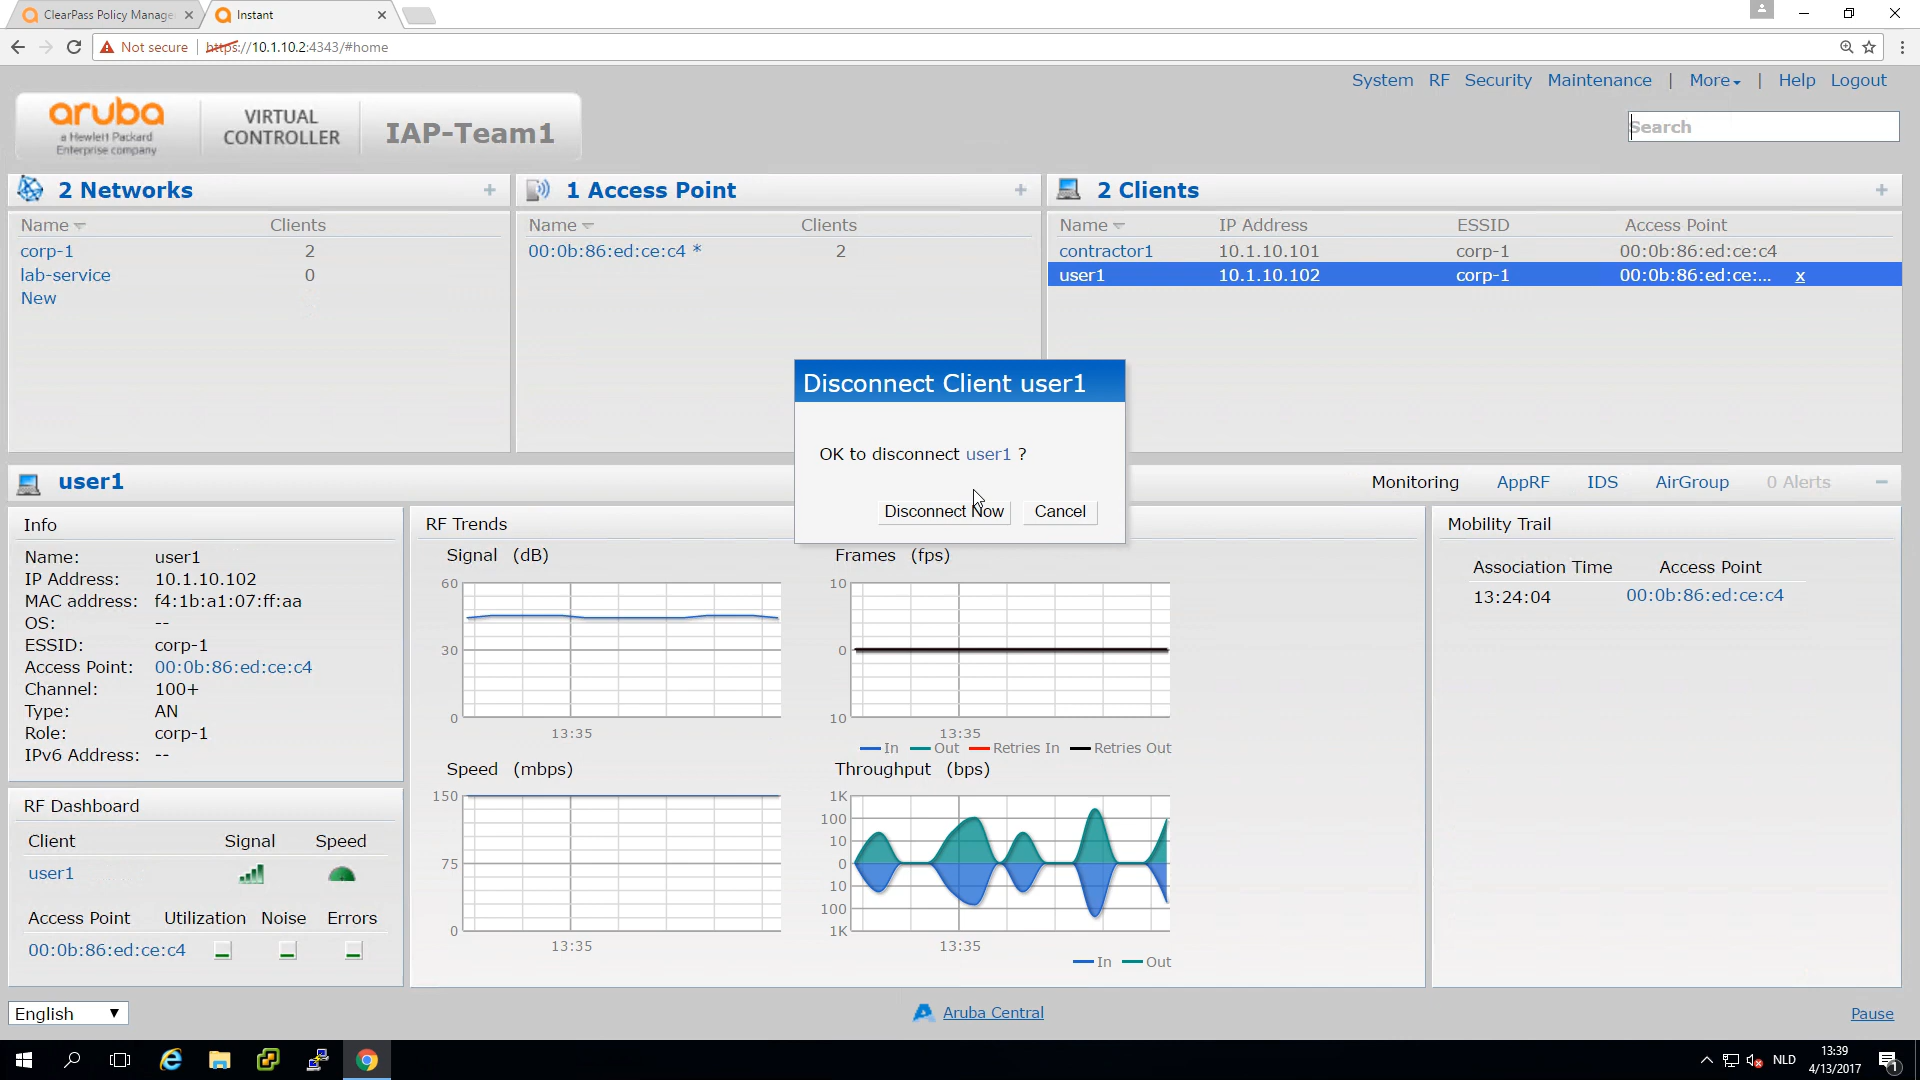 ClearPass Policy Manage
Instant
Not secure
https://10.1.10.2:4343/#home
System RF Security Maintenance | More | Help Logout
aruba
a Hewlett Packard
Enterprise company
VIRTUAL
CONTROLLER
IAP-Team1
Search
2 Networks
Name Clients
corp-1 2
lab-service 0
New
1 Access Point
Name Clients
00:0b:86:ed:ce:c4 * 2
2 Clients
Name IP Address ESSID Access Point
contractor1 10.1.10.101 corp-1 00:0b:86:ed:ce:c4
user1 10.1.10.102 corp-1 00:0b:86:ed:ce:... x
Disconnect Client user1
OK to disconnect user1 ?
Disconnect Now Cancel
user1
Monitoring AppRF IDS AirGroup 0 Alerts
Info
Name: user1
IP Address: 10.1.10.102
MAC address: f4:1b:a1:07:ff:aa
OS: --
ESSID: corp-1
Access Point: 00:0b:86:ed:ce:c4
Channel: 100+
Type: AN
Role: corp-1
IPv6 Address: --
RF Dashboard
Client Signal Speed
user1
Access Point Utilization Noise Errors
00:0b:86:ed:ce:c4
RF Trends
Signal (dB)
60
30
0
13:35
Frames (fps)
10
0
10
13:35
In Out Retries In Retries Out
Speed (mbps)
150
75
0
13:35
Throughput (bps)
1K
100
10
0
10
100
1K
13:35
In Out
Mobility Trail
Association Time Access Point
13:24:04 00:0b:86:ed:ce:c4
English
Aruba Central
Pause
NLD
13:39
4/13/2017
1